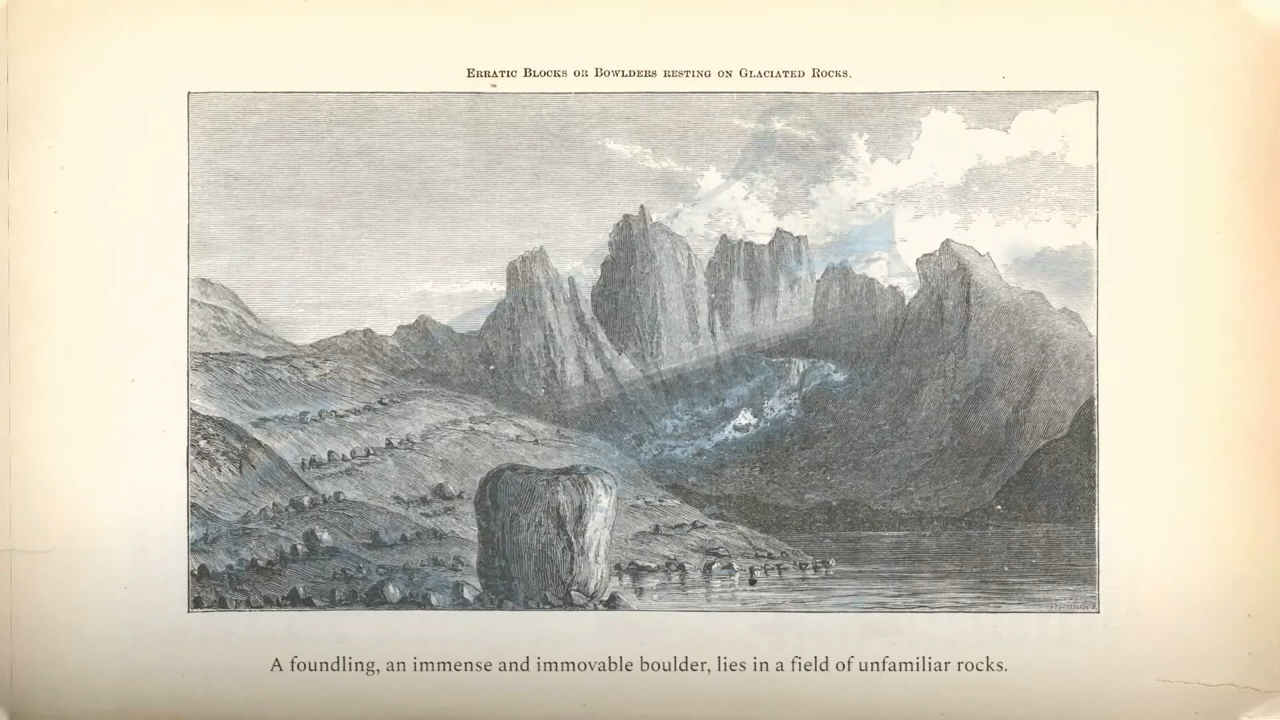 Erratic Blocks or Bowlders resting on Glaciated Rocks.
A foundling, an immense and immovable boulder, lies in a field of unfamiliar rocks.